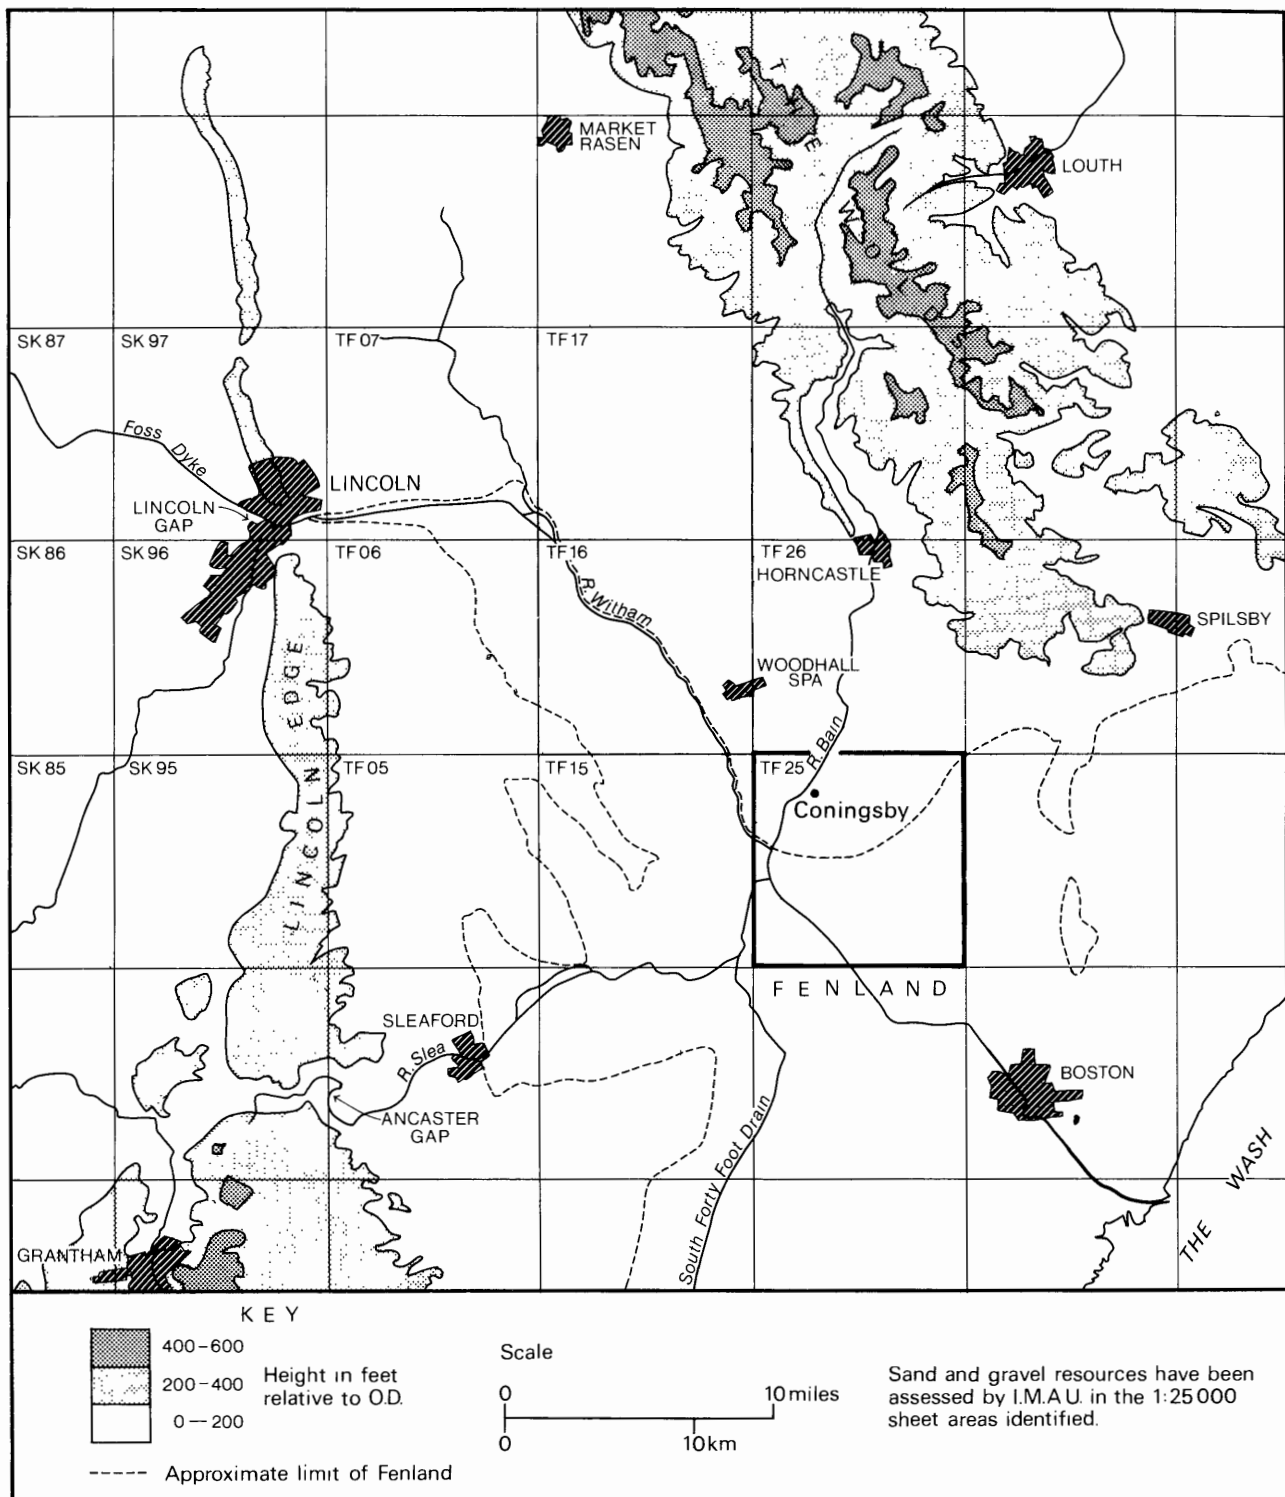 THE WOLDS
MARKET
RASEN
LOUTH
SK 87
SK 97
TF 07
TF 17
Foss Dyke
LINCOLN
LINCOLN
GAP
SK 86
SK 96
TF 06
TF 16
TF 26
HORNCASTLE
R. Witham
SPILSBY
WOODHALL
SPA
LINCOLN EDGE
R. Bain
SK 85
SK 95
TF 05
TF 15
TF 25
Coningsby
FENLAND
SLEAFORD
R. Slea
BOSTON
ANCASTER
GAP
South Forty Foot Drain
THE WASH
GRANTHAM
KEY
400-600
200-400
0-200
Height in feet
relative to O.D.
Approximate limit of Fenland
Scale
0 10 miles
0 10km
Sand and gravel resources have been
assessed by I.M.A U. in the 1:25 000
sheet areas identified.